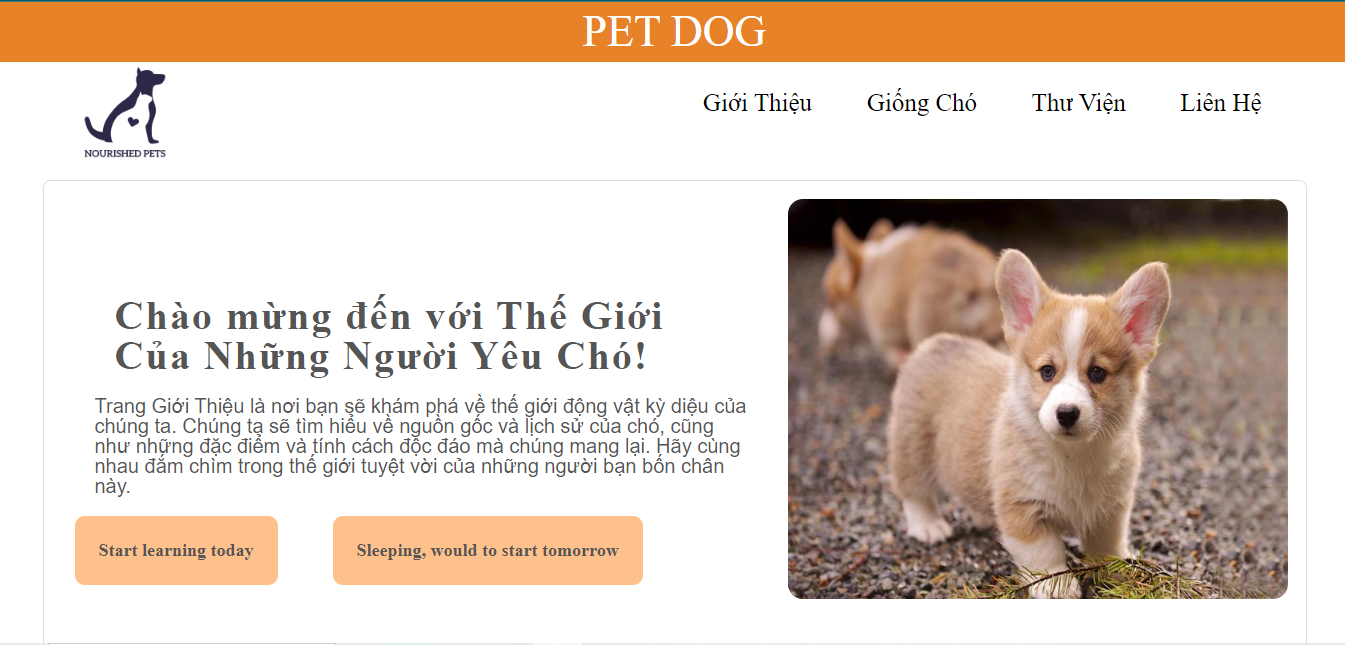 PET DOG
NOURISHED PETS
Giới Thiệu Giống Chó Thư Viện Liên Hệ
Chào mừng đến với Thế Giới
Của Những Người Yêu Chó!
Trang Giới Thiệu là nơi bạn sẽ khám phá về thế giới động vật kỳ diệu của
chúng ta. Chúng ta sẽ tìm hiểu về nguồn gốc và lịch sử của chó, cũng
như những đặc điểm và tính cách độc đáo mà chúng mang lại. Hãy cùng
nhau đắm chìm trong thế giới tuyệt vời của những người bạn bốn chân
này.
Start learning today
Sleeping, would to start tomorrow